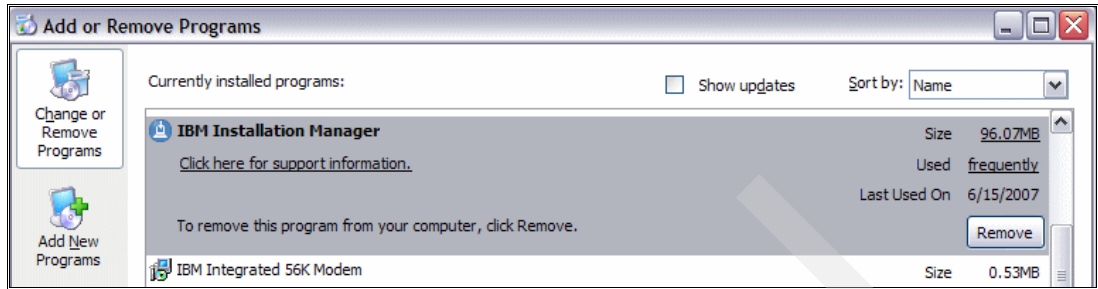 Add or Remove Programs
Change or
Remove
Programs
Add New
Programs
Currently installed programs:
Show updates
Sort by: Name
IBM Installation Manager
Size 96.07MB
Click here for support information.
Used frequently
Last Used On 6/15/2007
To remove this program from your computer, click Remove.
Remove
IBM Integrated 56K Modem
Size 0.53MB